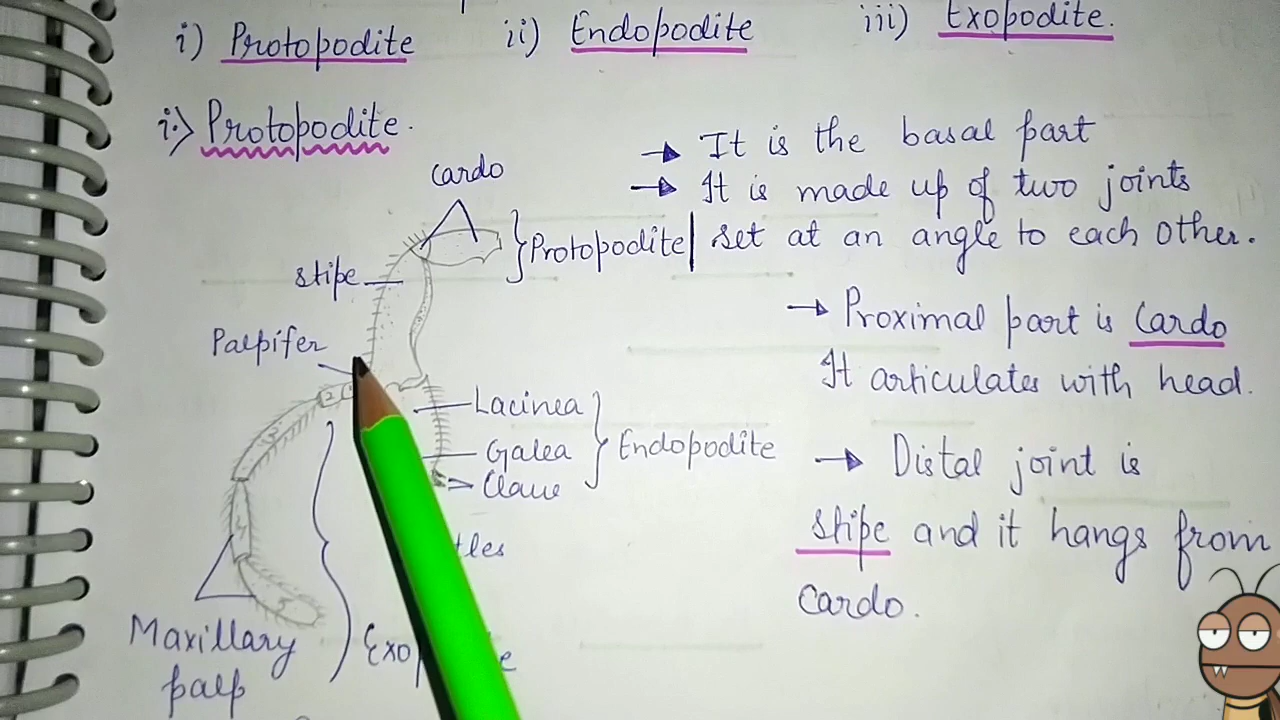 i) Protopodite ii) Endopodite iii) Exopodite.
i.) Protopodite.
cardo
stipe
Palpifer
} Protopodite
Lacinea
Galea
Claw
} Endopodite
Maxillary
palp
→ It is the basal part
→ It is made up of two joints
set at an angle to each other.
→ Proximal part is Cardo
It articulates with head.
→ Distal joint is
stipe and it hangs from
Cardo.